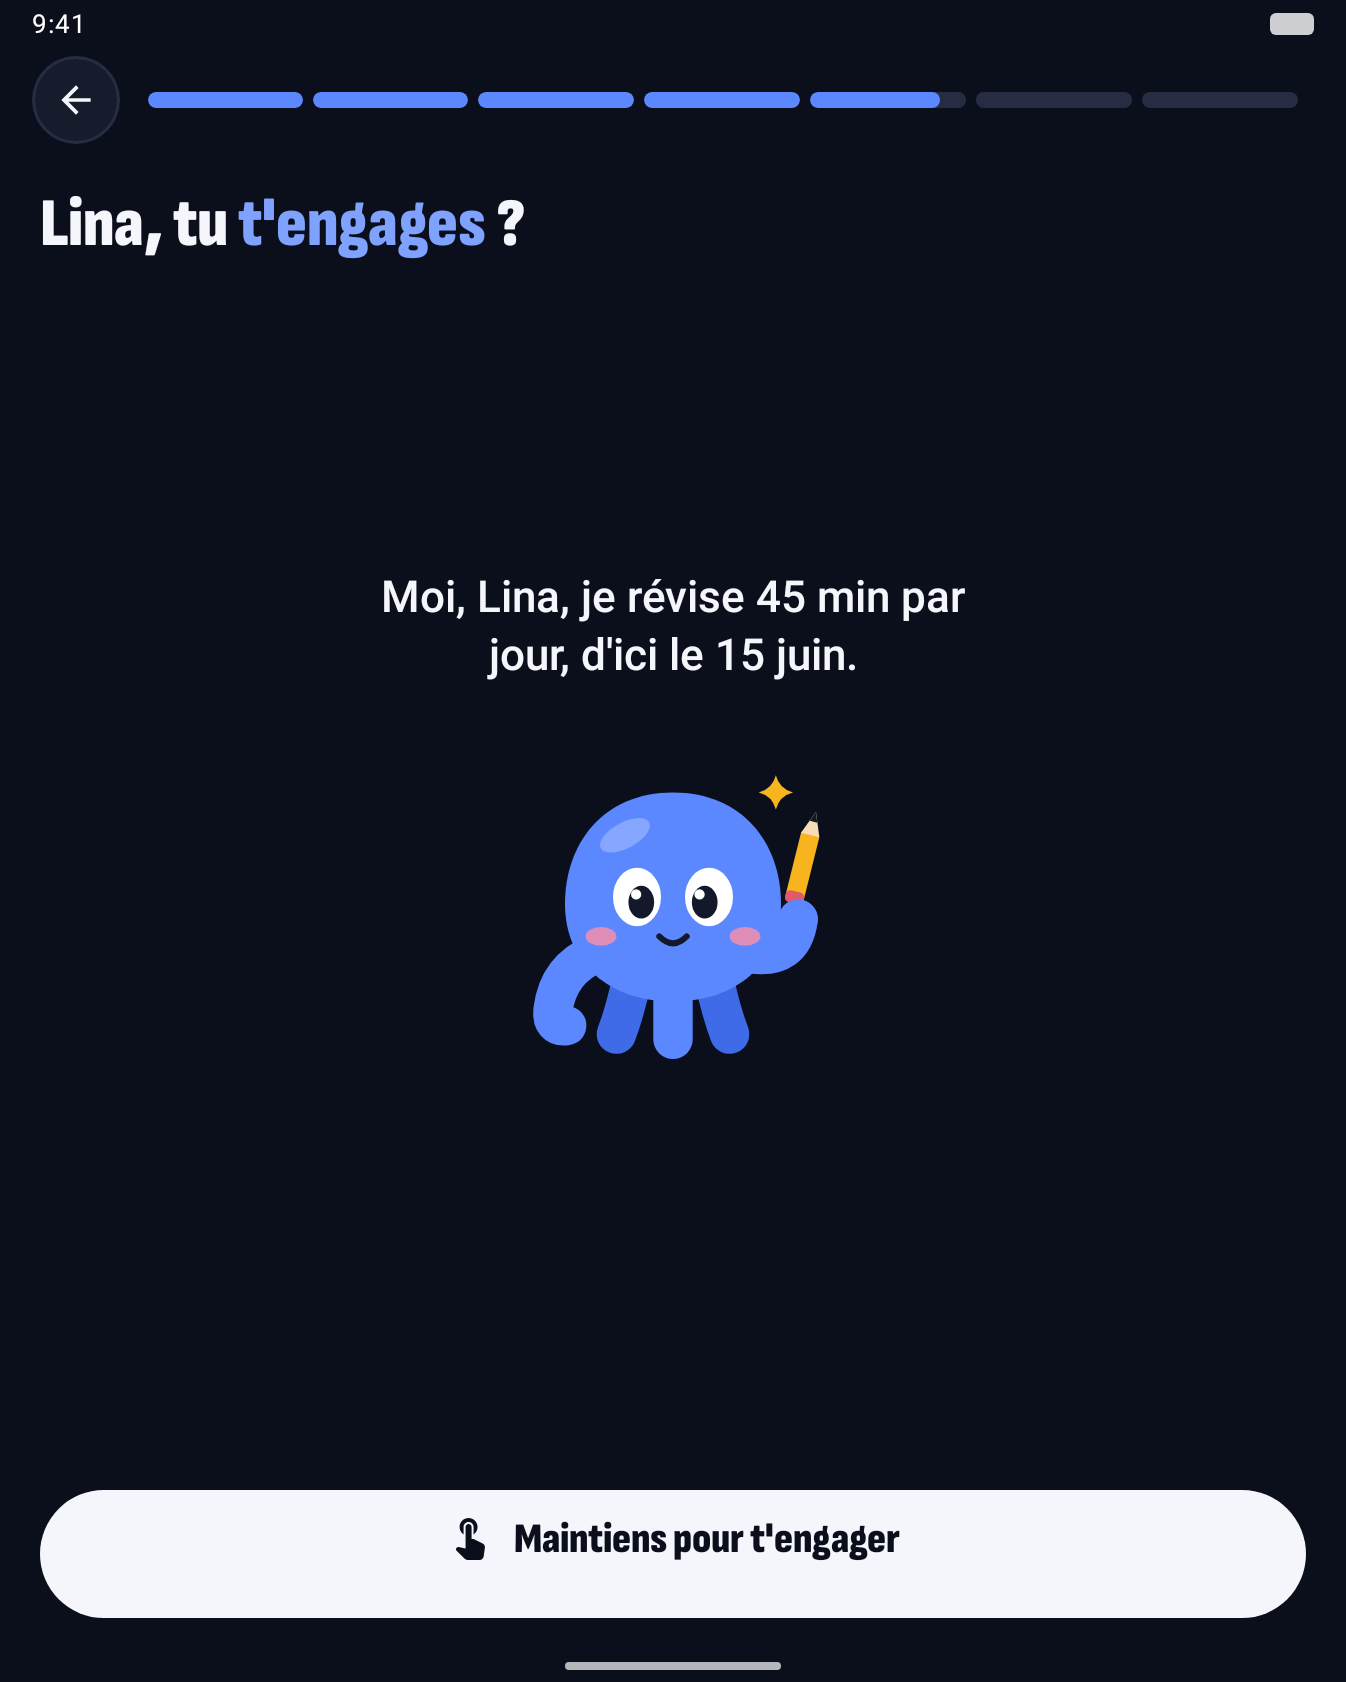 9:41
Lina, tu t'engages ?
Moi, Lina, je révise 45 min par
jour, d'ici le 15 juin.
Maintiens pour t'engager